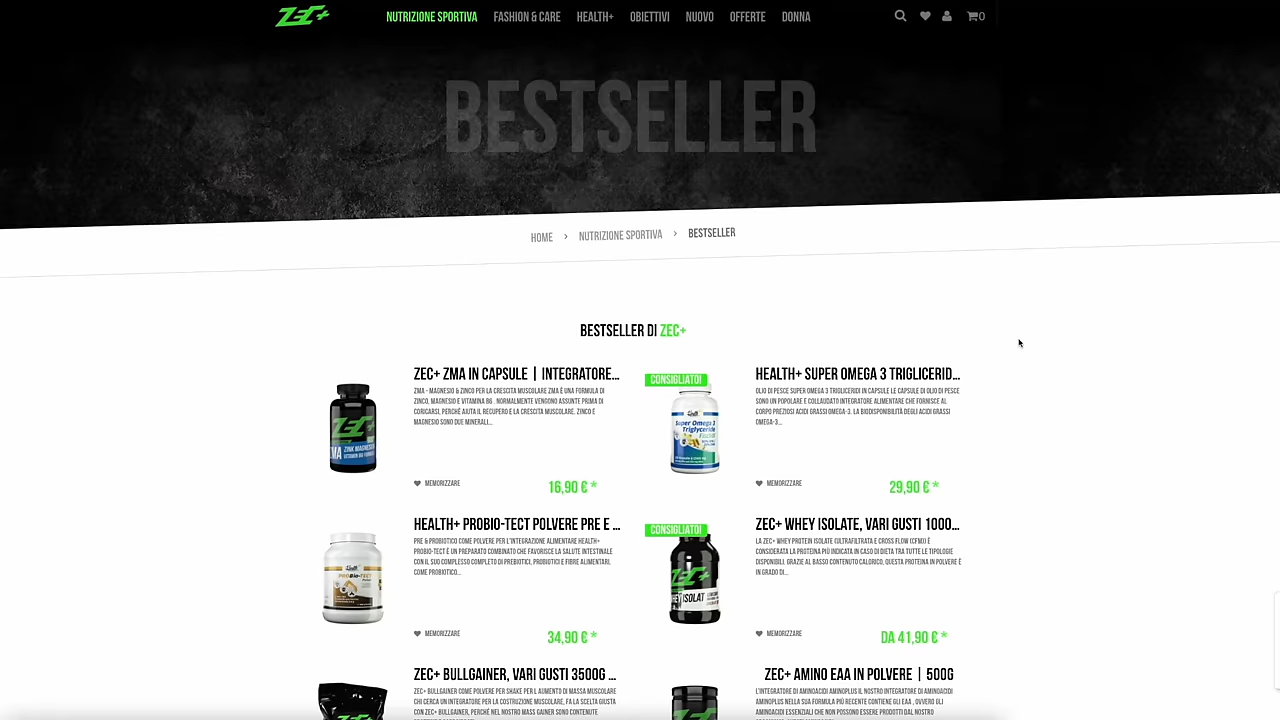 ZEC+
NUTRIZIONE SPORTIVA FASHION & CARE HEALTH+ OBIETTIVI NUOVO OFFERTE DONNA 0
BESTSELLER
HOME > NUTRIZIONE SPORTIVA > BESTSELLER
BESTSELLER DI ZEC+
ZEC+ ZMA IN CAPSULE | INTEGRATORE...
ZMA - MAGNESIO & ZINCO PER LA CRESCITA MUSCOLARE ZMA È UNA FORMULA DI
ZINCO, MAGNESIO E VITAMINA B6 . NORMALMENTE VENGONO ASSUNTE PRIMA DI
CORICARSI, PERCHÉ AIUTA IL RECUPERO E LA CRESCITA MUSCOLARE. ZINCO E
MAGNESIO SONO DUE MINERALI...
MEMORIZZARE
16,90 € *
CONSIGLIATO!
HEALTH+ SUPER OMEGA 3 TRIGLICERID...
OLIO DI PESCE SUPER OMEGA 3 TRIGLICERIDI IN CAPSULE LE CAPSULE DI OLIO DI PESCE
SONO UN POPOLARE E COLLAUDATO INTEGRATORE ALIMENTARE CHE FORNISCE AL
CORPO PREZIOSI ACIDI GRASSI OMEGA-3. LA BIODISPONIBILITÀ DEGLI ACIDI GRASSI
OMEGA-3...
Super Omega 3
Triglyceride
MEMORIZZARE
29,90 € *
HEALTH+ PROBIO-TECT POLVERE PRE E ...
PRE & PROBIOTICO COME POLVERE PER L'INTEGRAZIONE ALIMENTARE HEALTH+
PROBIO-TECT È UN PREPARATO COMBINATO CHE FAVORISCE LA SALUTE INTESTINALE
CON IL SUO COMPLESSO COMPLETO DI PREBIOTICI, PROBIOTICI E FIBRE ALIMENTARI.
COME PROBIOTICO...
PROBio-TECT
MEMORIZZARE
34,90 € *
CONSIGLIATO!
ZEC+ WHEY ISOLATE, VARI GUSTI 1000...
LA ZEC+ WHEY PROTEIN ISOLATE (ULTRAFILTRATA E CROSS FLOW (CFM)) È
CONSIDERATA LA PROTEINA PIÙ INDICATA IN CASO DI DIETA TRA TUTTE LE TIPOLOGIE
DISPONIBILI. GRAZIE AL BASSO CONTENUTO CALORICO, QUESTA PROTEINA IN POLVERE È
IN GRADO DI...
MEMORIZZARE
DA 41,90 € *
ZEC+ BULLGAINER, VARI GUSTI 3500G ...
ZEC+ BULLGAINER COME POLVERE PER SHAKE PER L AUMENTO DI MASSA MUSCOLARE
CHI CERCA UN INTEGRATORE PER LA COSTRUZIONE MUSCOLARE, FA LA SCELTA GIUSTA
CON ZEC+ BULLGAINER, PERCHÉ NEL NOSTRO MASS GAINER SONO CONTENUTE
ZEC+ AMINO EAA IN POLVERE | 500G
L'INTEGRATORE DI AMINOACIDI AMINOPLUS IL NOSTRO INTEGRATORE DI AMINOACIDI
AMINOPLUS NELLA SUA FORMULA PIÙ RECENTE CONTIENE GLI EAA , OVVERO GLI
AMINOACIDI ESSENZIALI CHE NON POSSONO ESSERE PRODOTTI DAL NOSTRO